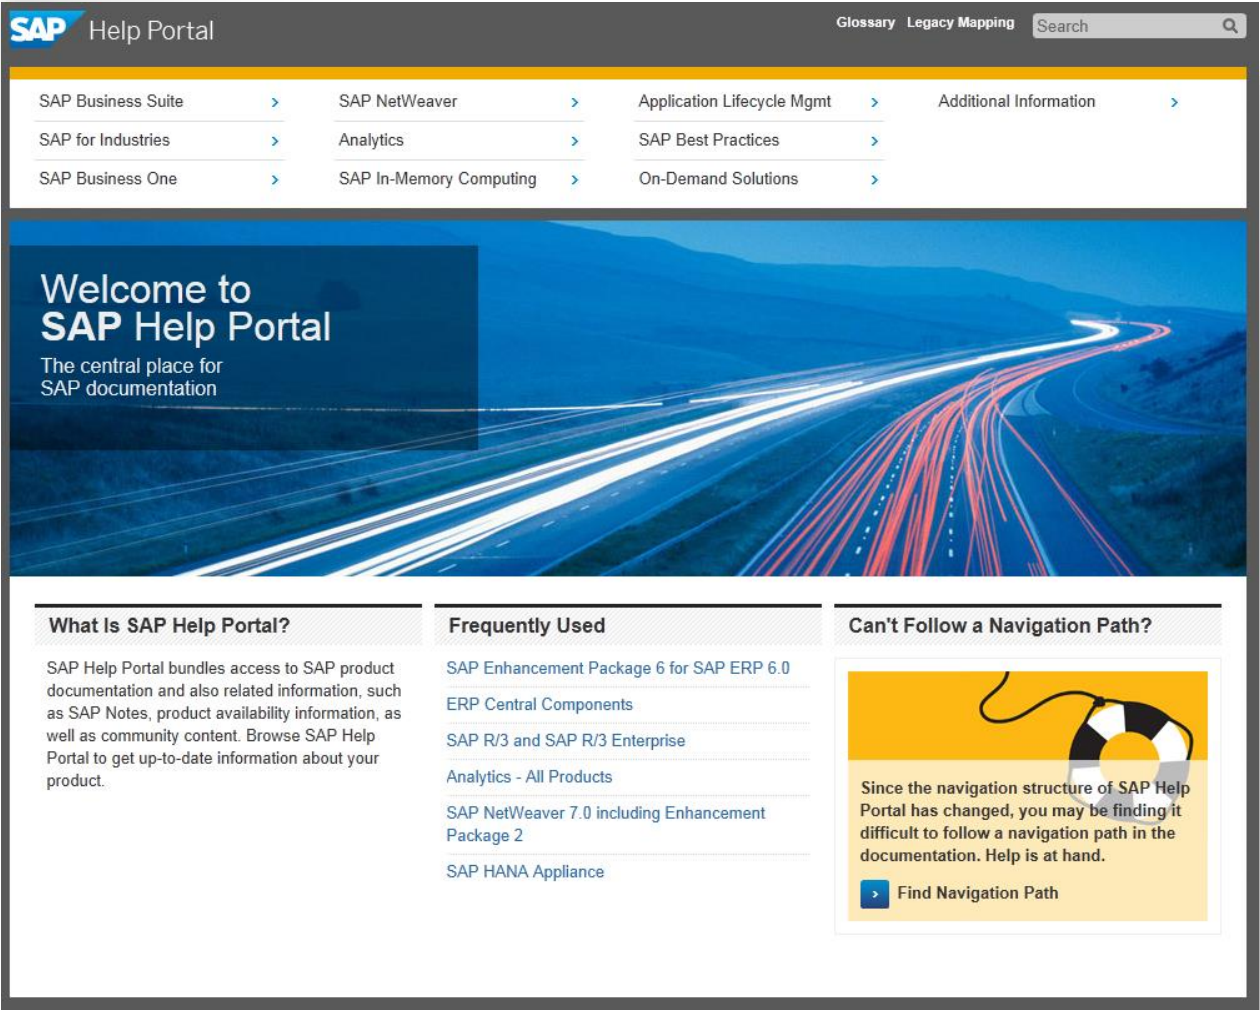 SAP Help Portal
Glossary Legacy Mapping Search
SAP Business Suite
SAP for Industries
SAP Business One
SAP NetWeaver
Analytics
SAP In-Memory Computing
Application Lifecycle Mgmt
SAP Best Practices
On-Demand Solutions
Additional Information
Welcome to
SAP Help Portal
The central place for
SAP documentation
What Is SAP Help Portal?
SAP Help Portal bundles access to SAP product
documentation and also related information, such
as SAP Notes, product availability information, as
well as community content. Browse SAP Help
Portal to get up-to-date information about your
product.
Frequently Used
SAP Enhancement Package 6 for SAP ERP 6.0
ERP Central Components
SAP R/3 and SAP R/3 Enterprise
Analytics - All Products
SAP NetWeaver 7.0 including Enhancement
Package 2
SAP HANA Appliance
Can't Follow a Navigation Path?
Since the navigation structure of SAP Help
Portal has changed, you may be finding it
difficult to follow a navigation path in the
documentation. Help is at hand.
Find Navigation Path